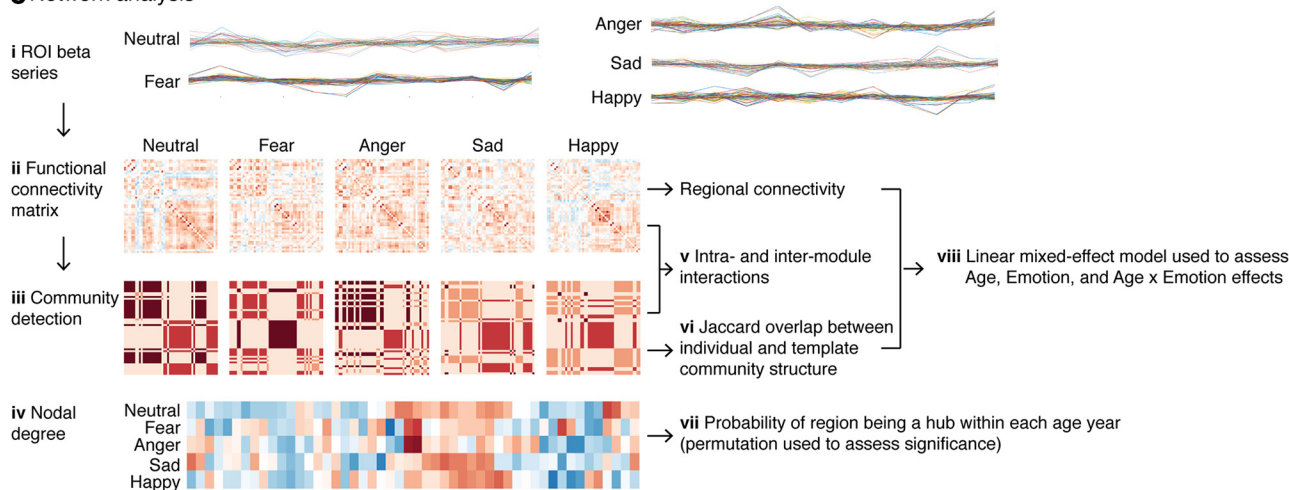 Network analysis
i ROI beta
series
Neutral
Fear
Anger
Sad
Happy
ii Functional
connectivity
matrix
Neutral Fear Anger Sad Happy
Regional connectivity
v Intra- and inter-module
interactions
viii Linear mixed-effect model used to assess
Age, Emotion, and Age x Emotion effects
iii Community
detection
vi Jaccard overlap between
individual and template
community structure
iv Nodal
degree
Neutral
Fear
Anger
Sad
Happy
vii Probability of region being a hub within each age year
(permutation used to assess significance)